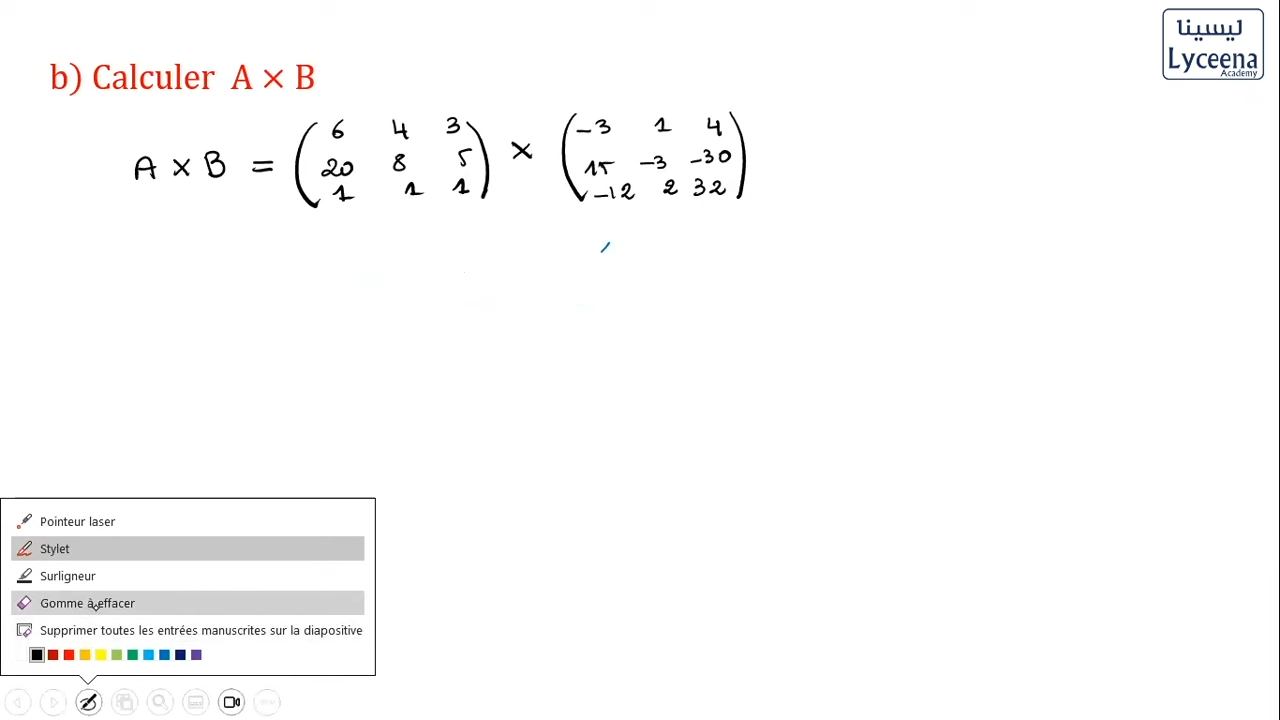 ليسينا
Lyceena
Academy
b) Calculer A × B
A × B = ( 6 4 3 ) × ( -3 1 4 )
20 8 5 15 -3 -30
1 1 1 -12 2 32
Pointeur laser
Stylet
Surligneur
Gomme à effacer
Supprimer toutes les entrées manuscrites sur la diapositive